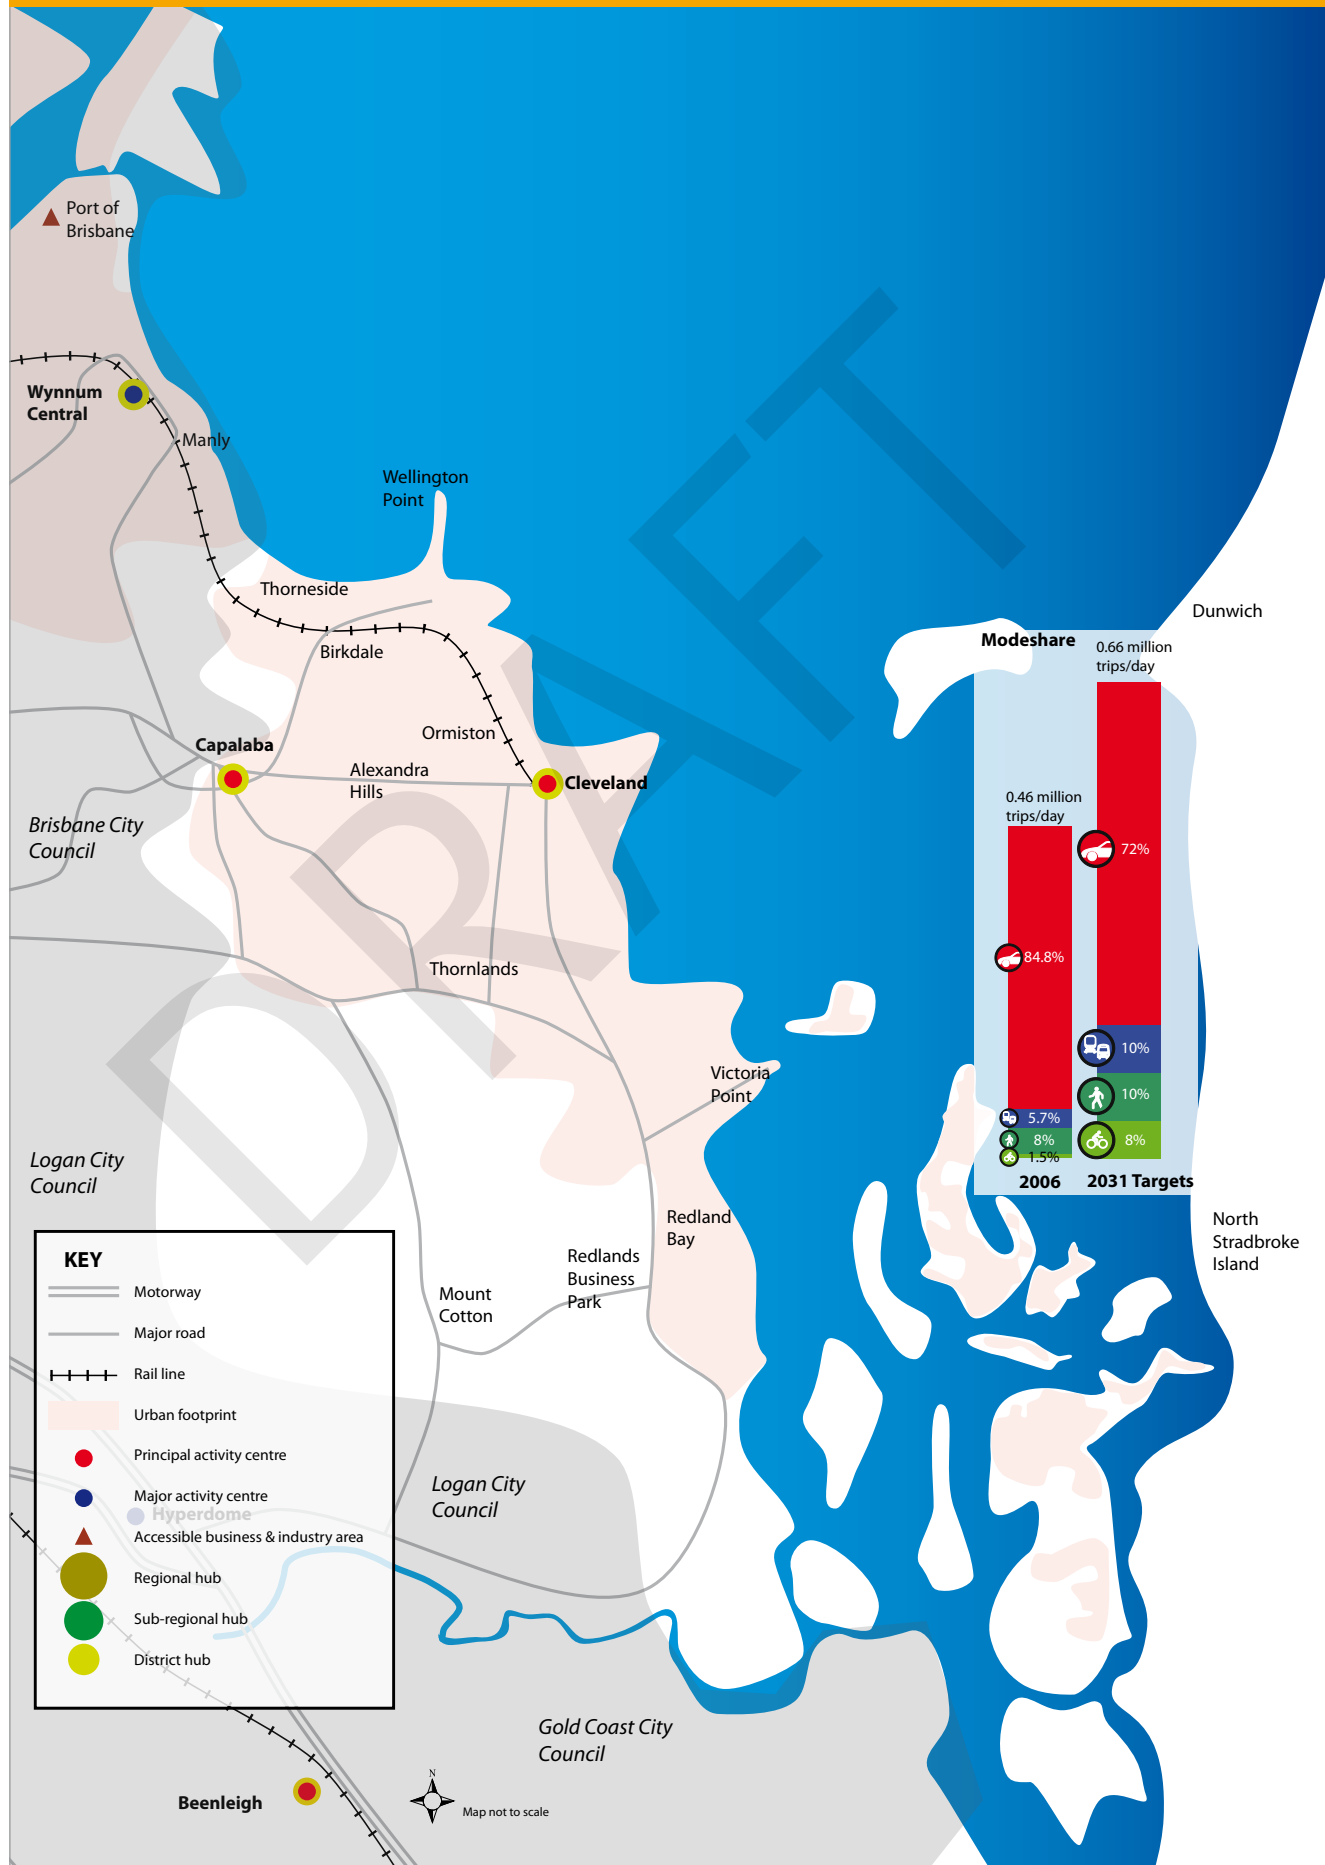 Port of
Brisbane
Wynnum
Central
Manly
Wellington
Point
Thorneside
Birkdale
Dunwich
Modeshare
0.66 million
trips/day
Ormiston
Capalaba
Alexandra
Hills
Cleveland
0.46 million
trips/day
Brisbane City
Council
72%
84.8%
Thornlands
10%
Victoria
Point
10%
5.7%
8%
8%
1.5%
2006
2031 Targets
Logan City
Council
Redland
Bay
North
Stradbroke
Island
Redlands
Business
Park
Mount
Cotton
KEY
Motorway
Major road
Rail line
Urban footprint
Principal activity centre
Major activity centre
Hyperdome
Accessible business & industry area
Regional hub
Sub-regional hub
District hub
Logan City
Council
Gold Coast City
Council
Beenleigh
N
Map not to scale
DRAFT